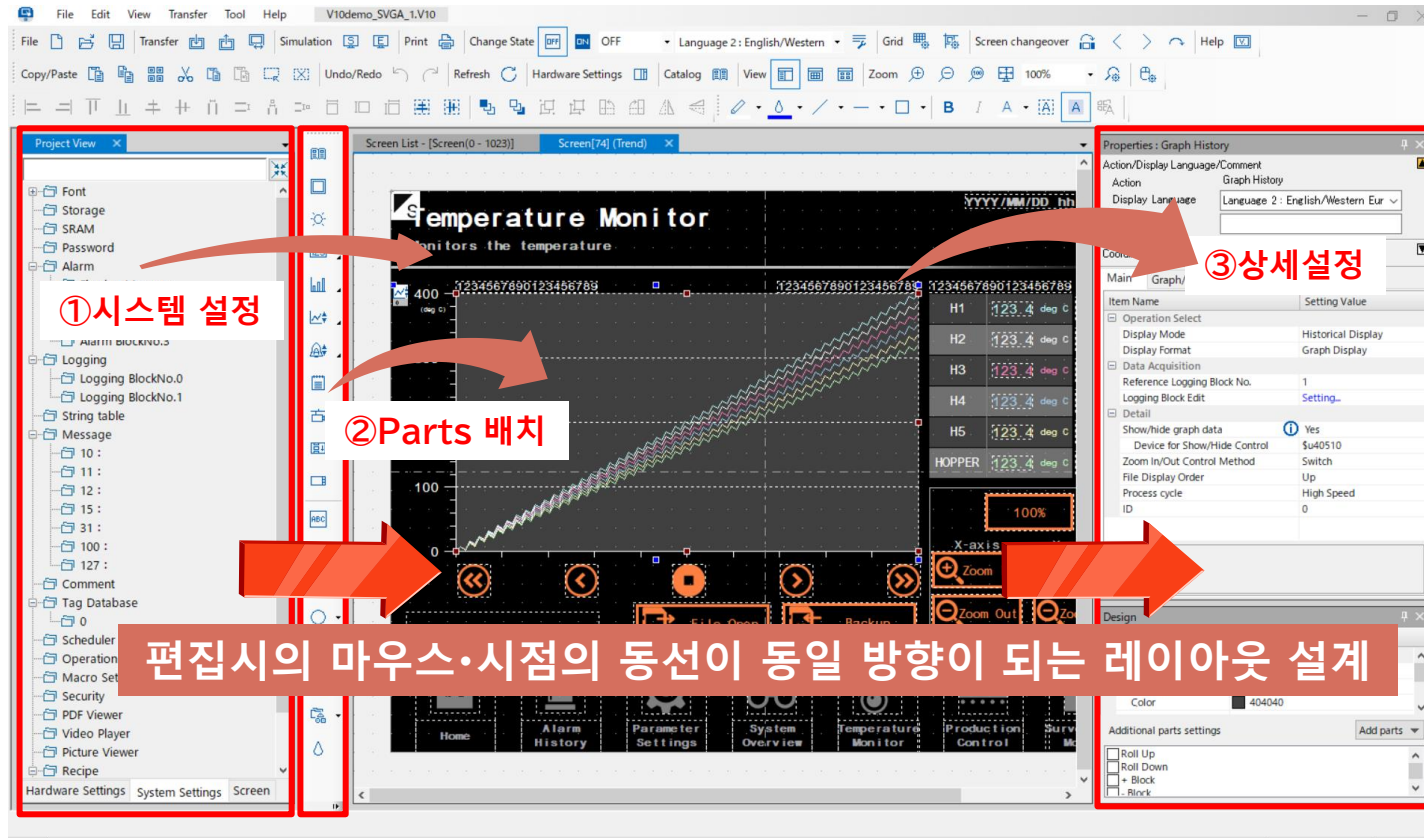 File Edit View Transfer Tool Help V10demo_SVGA_1.V10
File Transfer Simulation Print Change State OFF ON OFF Language 2 : English/Western Grid Screen changeover Help
Copy/Paste Undo/Redo Refresh Hardware Settings Catalog View Zoom 100%
B I A A A
Project View
Font
Storage
SRAM
Password
Alarm
①시스템 설정
Alarm BlockNo.3
Logging
Logging BlockNo.0
Logging BlockNo.1
String table
Message
10 :
11 :
12 :
15 :
31 :
100 :
127 :
Comment
Tag Database
0
Scheduler
Operation
Macro Set
Security
PDF Viewer
Video Player
Picture Viewer
Recipe
Hardware Settings System Settings Screen
ABC
②Parts 배치
Screen List - [Screen(0 - 1023)] Screen[74] (Trend)
S
Temperature Monitor
YYYY/MM/DD hh
Monitors the temperature
1234567890123456789 1234567890123456789 1234567890123456789
400
(deg C)
100
0
H1 123.4 deg C
H2 123.4 deg C
H3 123.4 deg C
H4 123.4 deg C
H5 123.4 deg C
HOPPER 123.4 deg C
100%
X-axis
Zoom
File Open Backup Zoom Out Zoo
편집시의 마우스·시점의 동선이 동일 방향이 되는 레이아웃 설계
Home
Alarm
History
Parameter
Settings
System
Overview
Temperature
Monitor
Production
Control
Surv
Mo
Properties : Graph History
Action/Display Language/Comment
Action Graph History
Display Language Language 2 : English/Western Eur
Coord
③상세설정
Main Graph/
Item Name Setting Value
Operation Select
Display Mode Historical Display
Display Format Graph Display
Data Acquisition
Reference Logging Block No. 1
Logging Block Edit Setting...
Detail
Show/hide graph data Yes
Device for Show/Hide Control $u40510
Zoom In/Out Control Method Switch
File Display Order Up
Process cycle High Speed
ID 0
Design
Color 404040
Additional parts settings Add parts
Roll Up
Roll Down
+ Block
- Block